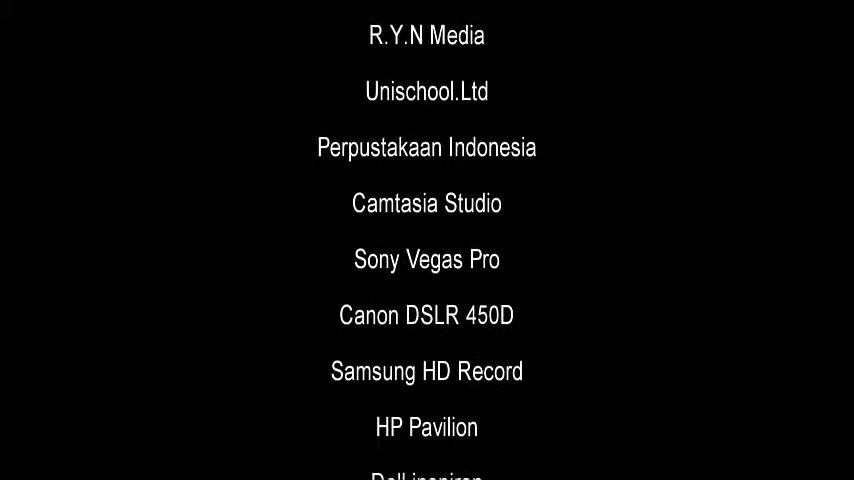 R.Y.N Media
Unischool.Ltd
Perpustakaan Indonesia
Camtasia Studio
Sony Vegas Pro
Canon DSLR 450D
Samsung HD Record
HP Pavilion